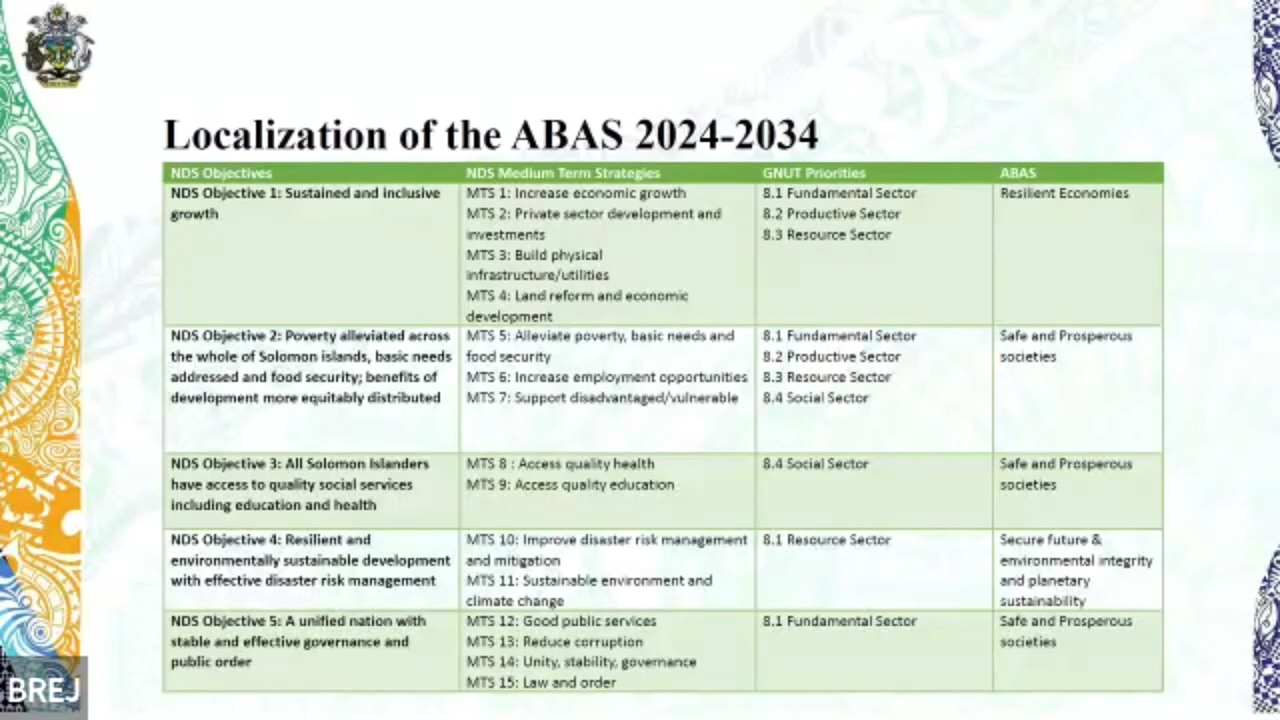 Localization of the ABAS 2024-2034
NDS Objectives
NDS Medium Term Strategies
GNUT Priorities
ABAS
NDS Objective 1: Sustained and inclusive
growth
MTS 1: Increase economic growth
MTS 2: Private sector development and
investments
MTS 3: Build physical
infrastructure/utilities
MTS 4: Land reform and economic
development
8.1 Fundamental Sector
8.2 Productive Sector
8.3 Resource Sector
Resilient Economies
NDS Objective 2: Poverty alleviated across
the whole of Solomon islands, basic needs
addressed and food security; benefits of
development more equitably distributed
MTS 5: Alleviate poverty, basic needs and
food security
MTS 6: Increase employment opportunities
MTS 7: Support disadvantaged/vulnerable
8.1 Fundamental Sector
8.2 Productive Sector
8.3 Resource Sector
8.4 Social Sector
Safe and Prosperous
societies
NDS Objective 3: All Solomon Islanders
have access to quality social services
including education and health
MTS 8 : Access quality health
MTS 9: Access quality education
8.4 Social Sector
Safe and Prosperous
societies
NDS Objective 4: Resilient and
environmentally sustainable development
with effective disaster risk management
MTS 10: Improve disaster risk management
and mitigation
MTS 11: Sustainable environment and
climate change
8.1 Resource Sector
Secure future &
environmental integrity
and planetary
sustainability
NDS Objective 5: A unified nation with
stable and effective governance and
public order
MTS 12: Good public services
MTS 13: Reduce corruption
MTS 14: Unity, stability, governance
MTS 15: Law and order
8.1 Fundamental Sector
Safe and Prosperous
societies
BREJ